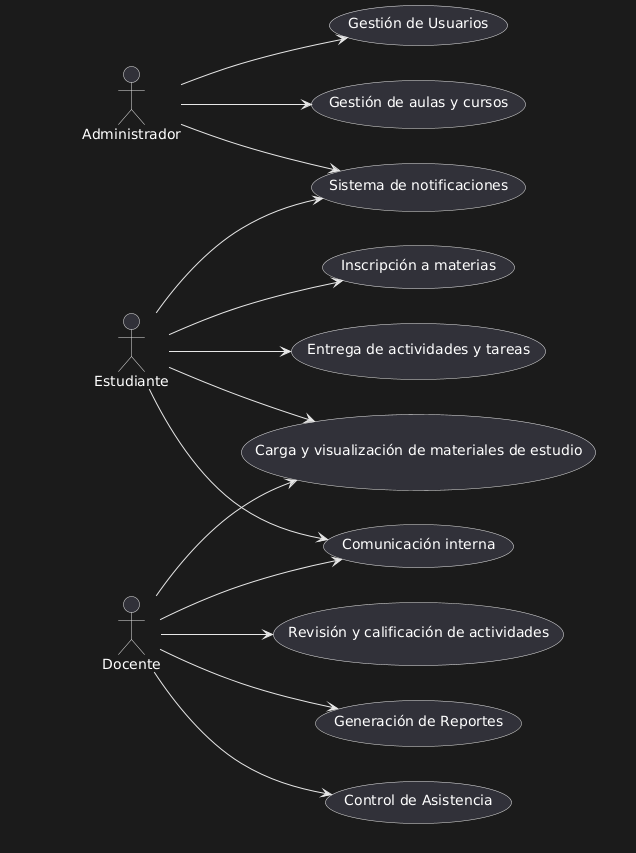 Gestión de Usuarios
Gestión de aulas y cursos
Administrador
Sistema de notificaciones
Inscripción a materias
Entrega de actividades y tareas
Estudiante
Carga y visualización de materiales de estudio
Comunicación interna
Revisión y calificación de actividades
Docente
Generación de Reportes
Control de Asistencia